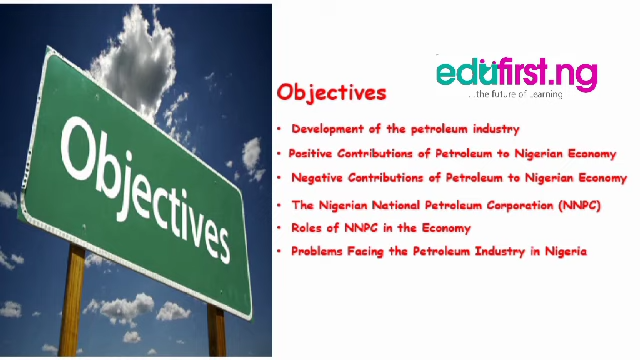 Objectives
edufirst.ng
...the future of learning
Objectives
• Development of the petroleum industry
• Positive Contributions of Petroleum to Nigerian Economy
• Negative Contributions of Petroleum to Nigerian Economy
• The Nigerian National Petroleum Corporation (NNPC)
• Roles of NNPC in the Economy
• Problems Facing the Petroleum Industry in Nigeria